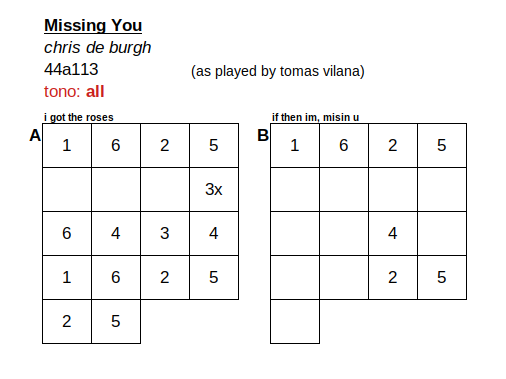 Missing You
chris de burgh
44a113 (as played by tomas vilana)
tono: all
i got the roses
A
1 6 2 5
3x
6 4 3 4
1 6 2 5
2 5
if then im, misin u
B
1 6 2 5
4
2 5